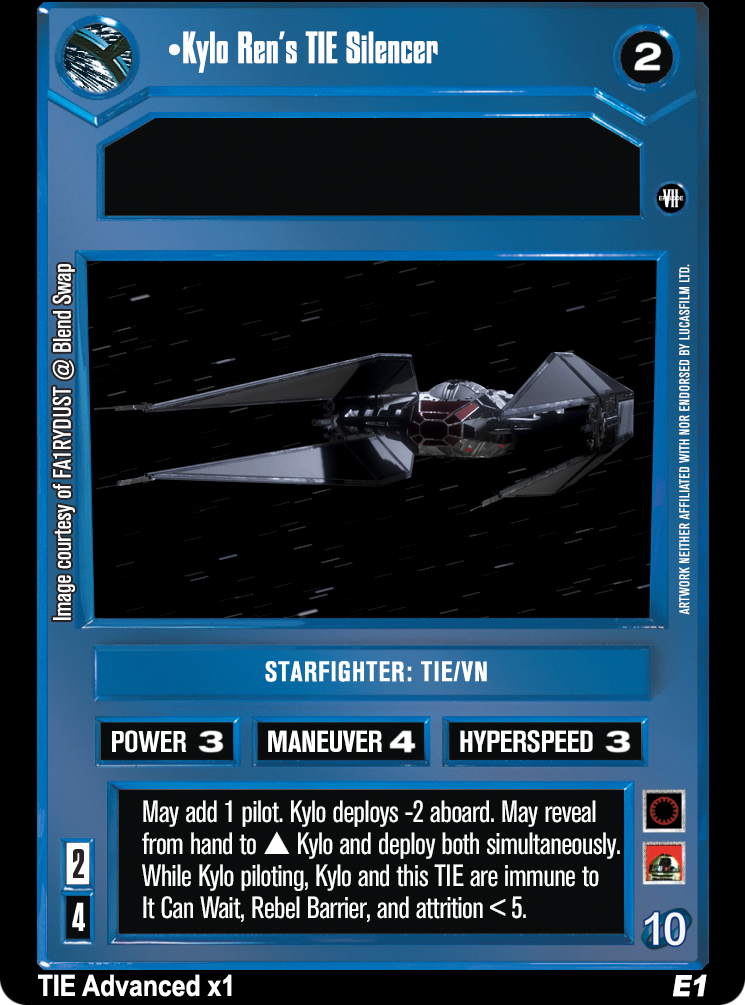 •Kylo Ren's TIE Silencer
2
EPISODE
VII
Image courtesy of FA1RYDUST @ Blend Swap
ARTWORK NEITHER AFFILIATED WITH NOR ENDORSED BY LUCASFILM LTD.
STARFIGHTER: TIE/VN
POWER 3
MANEUVER 4
HYPERSPEED 3
May add 1 pilot. Kylo deploys -2 aboard. May reveal
from hand to ▲ Kylo and deploy both simultaneously.
While Kylo piloting, Kylo and this TIE are immune to
It Can Wait, Rebel Barrier, and attrition < 5.
2
4
10
TIE Advanced x1
E1